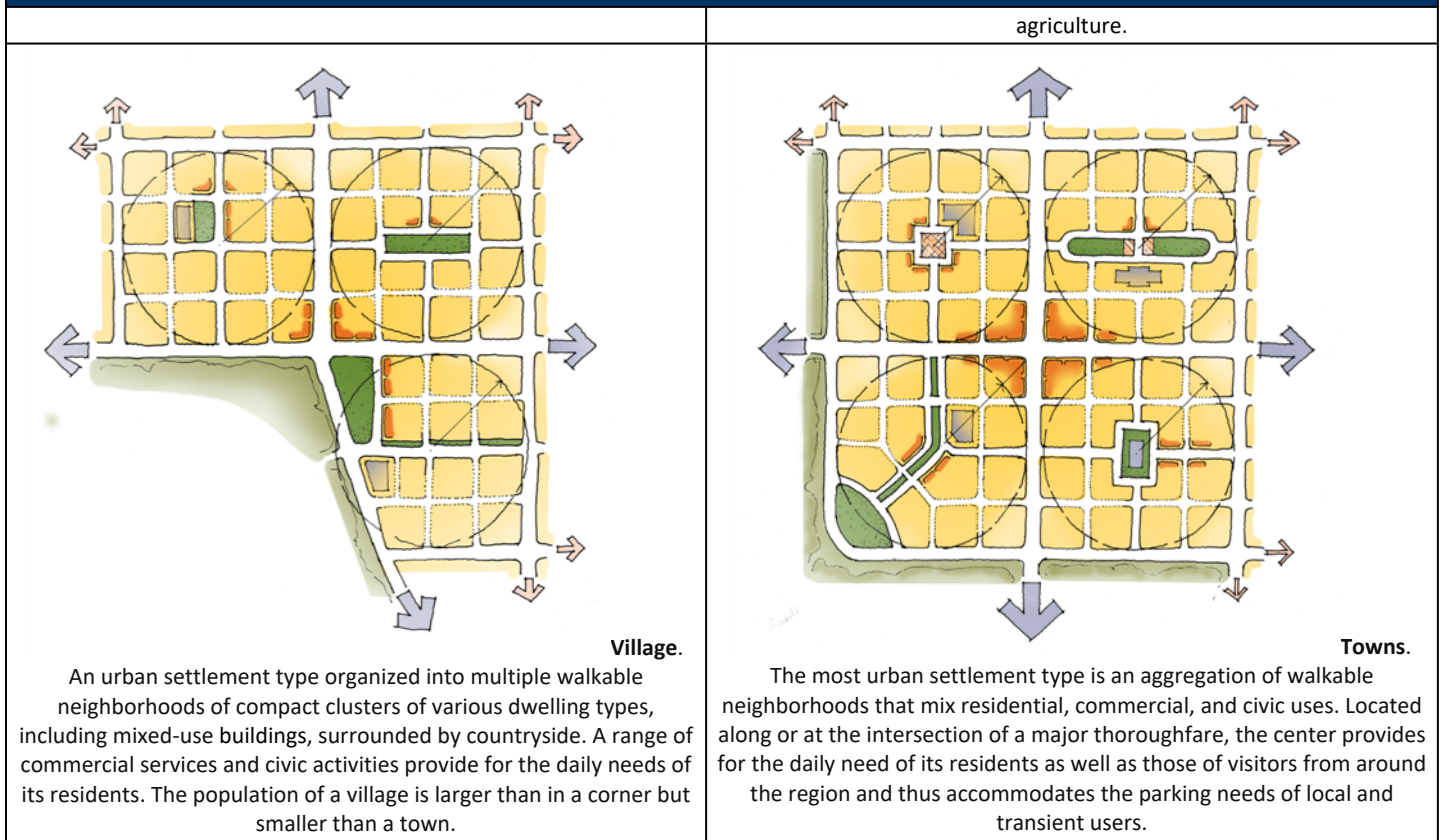 agriculture.
Village.
An urban settlement type organized into multiple walkable
neighborhoods of compact clusters of various dwelling types,
including mixed-use buildings, surrounded by countryside. A range of
commercial services and civic activities provide for the daily needs of
its residents. The population of a village is larger than in a corner but
smaller than a town.
Towns.
The most urban settlement type is an aggregation of walkable
neighborhoods that mix residential, commercial, and civic uses. Located
along or at the intersection of a major thoroughfare, the center provides
for the daily need of its residents as well as those of visitors from around
the region and thus accommodates the parking needs of local and
transient users.